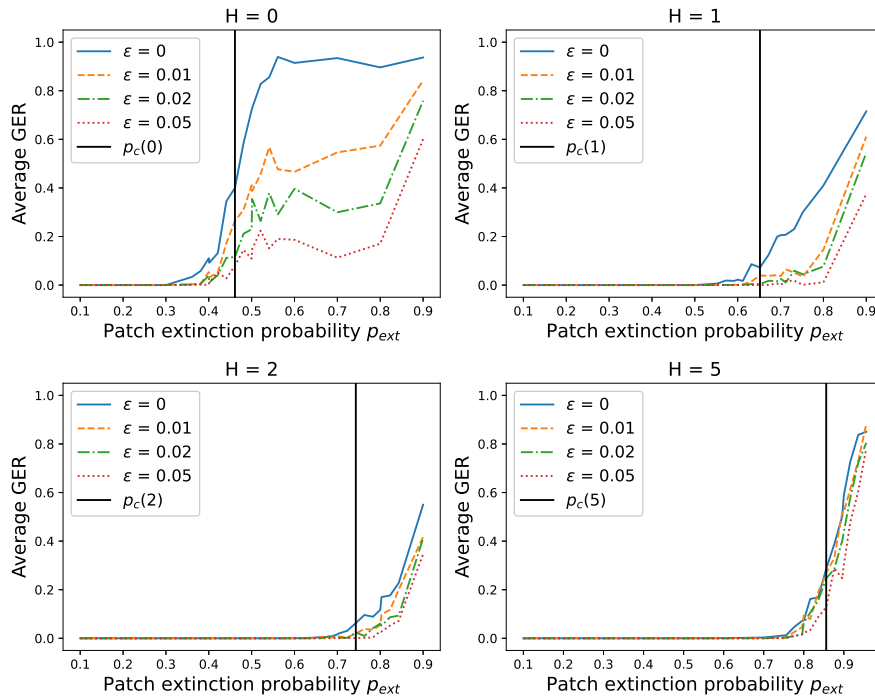 H = 0
Average GER
1.0
0.8
0.6
0.4
0.2
0.0
ε = 0
ε = 0.01
ε = 0.02
ε = 0.05
p_c(0)
0.1 0.2 0.3 0.4 0.5 0.6 0.7 0.8 0.9
Patch extinction probability p_ext
H = 1
Average GER
1.0
0.8
0.6
0.4
0.2
0.0
ε = 0
ε = 0.01
ε = 0.02
ε = 0.05
p_c(1)
0.1 0.2 0.3 0.4 0.5 0.6 0.7 0.8 0.9
Patch extinction probability p_ext
H = 2
Average GER
1.0
0.8
0.6
0.4
0.2
0.0
ε = 0
ε = 0.01
ε = 0.02
ε = 0.05
p_c(2)
0.1 0.2 0.3 0.4 0.5 0.6 0.7 0.8 0.9
Patch extinction probability p_ext
H = 5
Average GER
1.0
0.8
0.6
0.4
0.2
0.0
ε = 0
ε = 0.01
ε = 0.02
ε = 0.05
p_c(5)
0.1 0.2 0.3 0.4 0.5 0.6 0.7 0.8 0.9
Patch extinction probability p_ext